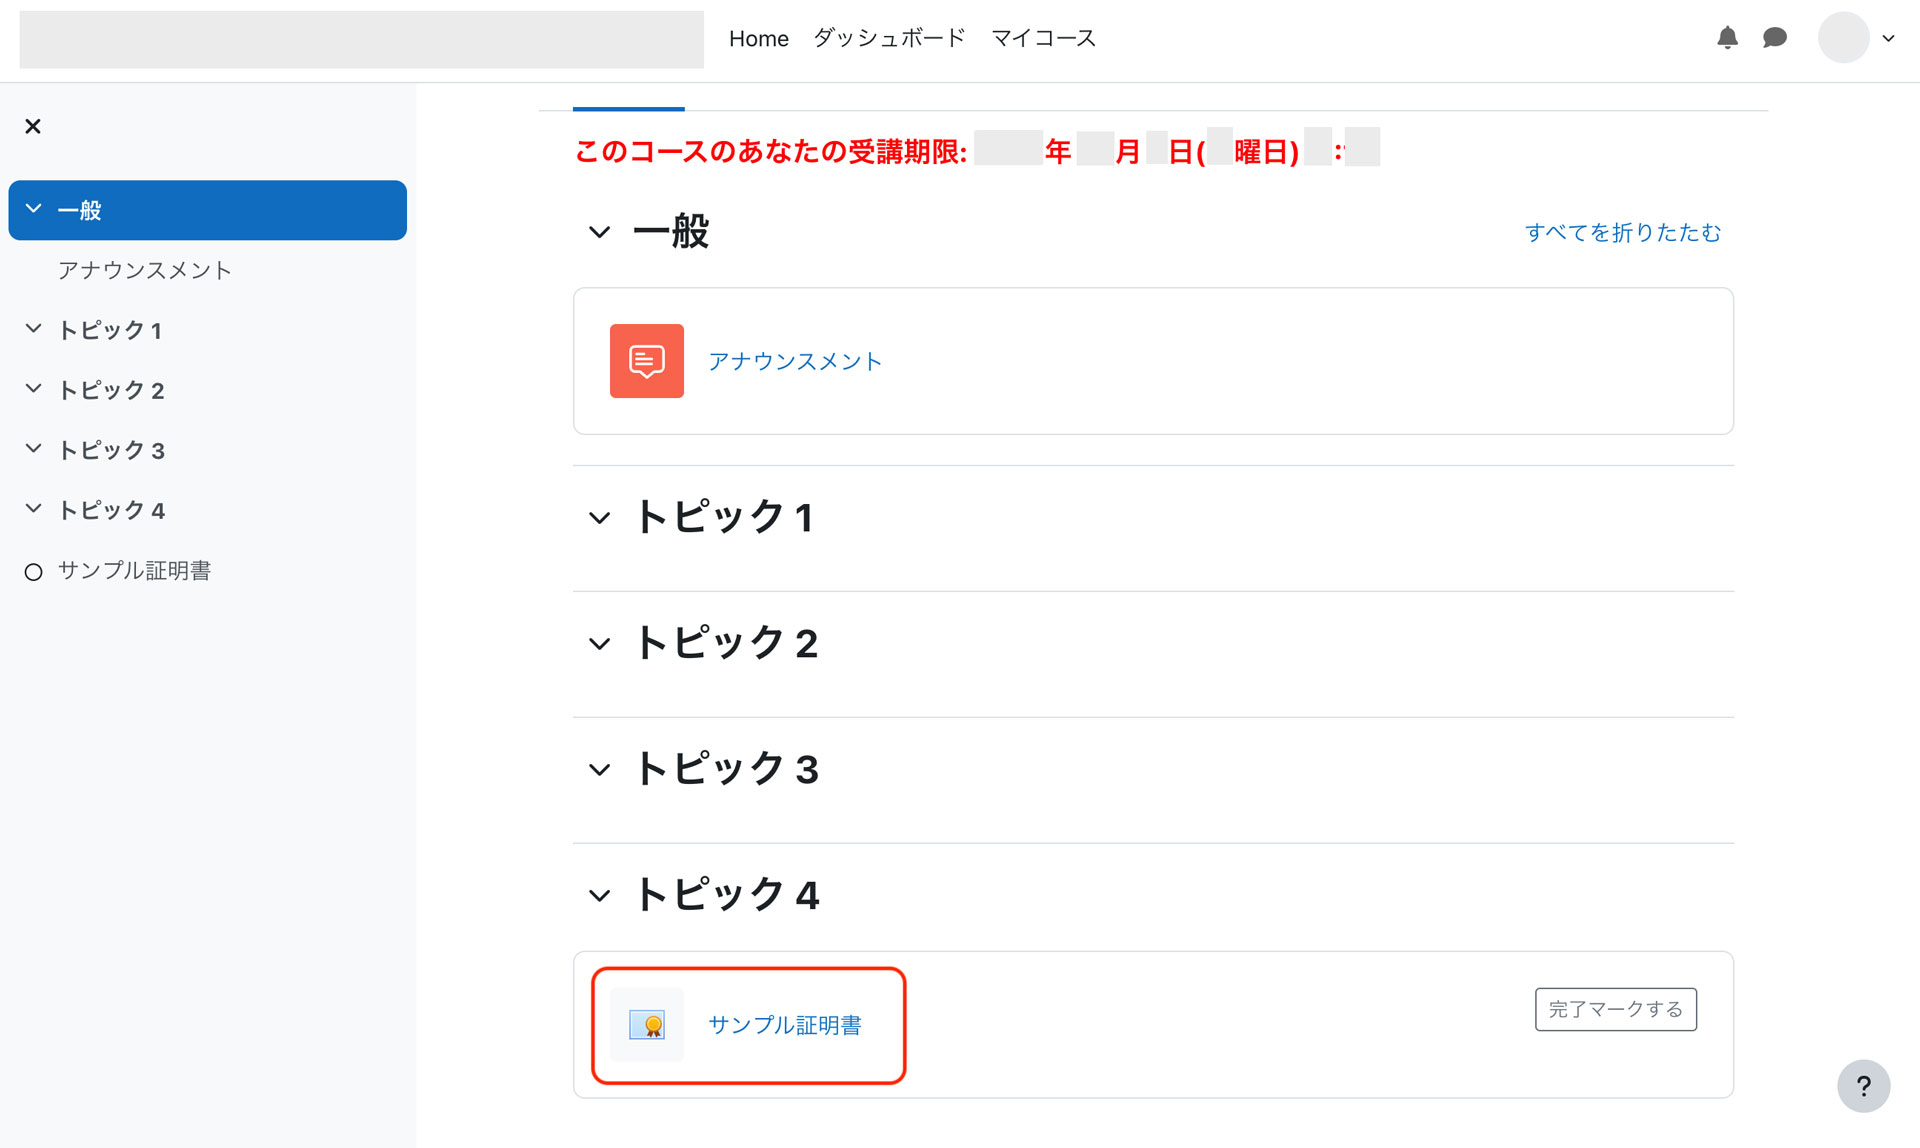 Home ダッシュボード マイコース
このコースのあなたの受講期限: 年 月 日( 曜日) :
一般
アナウンスメント
トピック 1
トピック 2
トピック 3
トピック 4
サンプル証明書
一般
すべてを折りたたむ
アナウンスメント
トピック 1
トピック 2
トピック 3
トピック 4
サンプル証明書
完了マークする
?